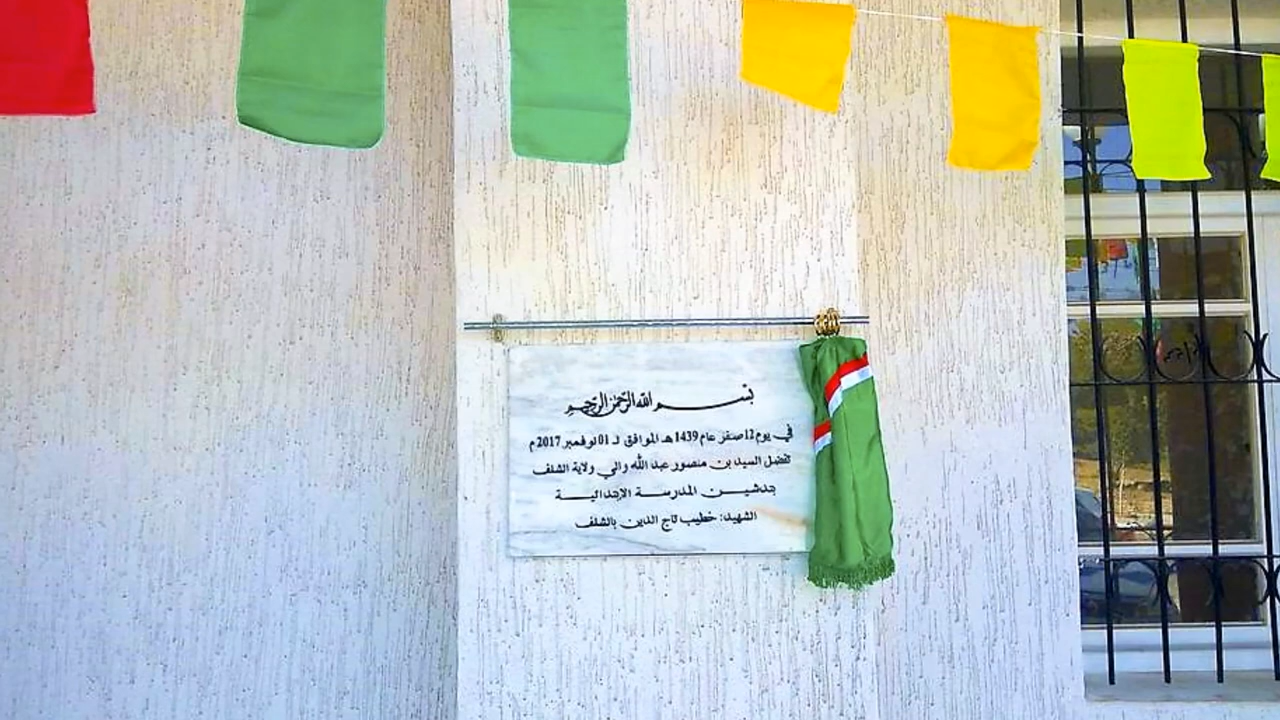 بسم الله الرحمن الرحيم
في يوم 12 صفر عام 1439 هـ الموافق لـ 01 نوفمبر 2017 م
تفضل السيد بن منصور عبد الله والي ولاية الشلف
بتدشين المدرسة الإبتدائية
الشهيد: خطيب تاج الدين بالشلف